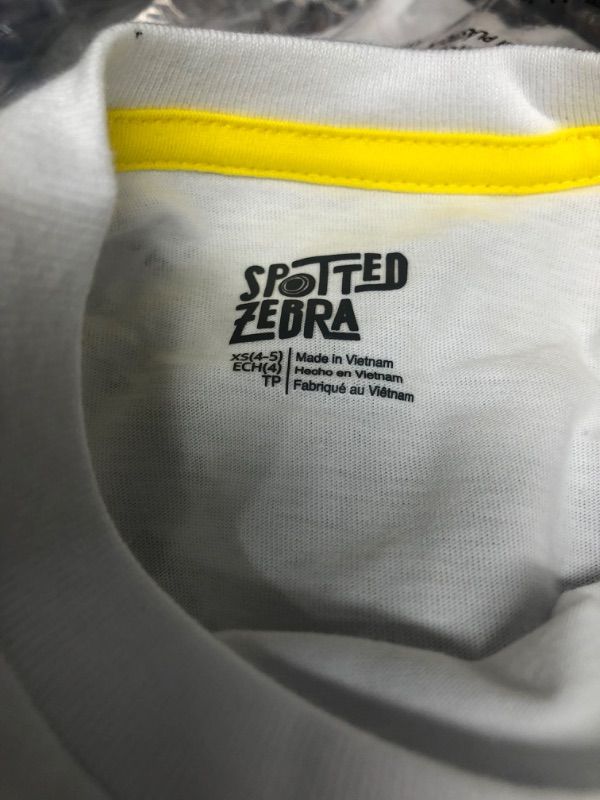 SPOTTED
ZEBRA
XS(4-5)
ECH(4)
TP
Made in Vietnam
Hecho en Vietnam
Fabriqué au Viêtnam